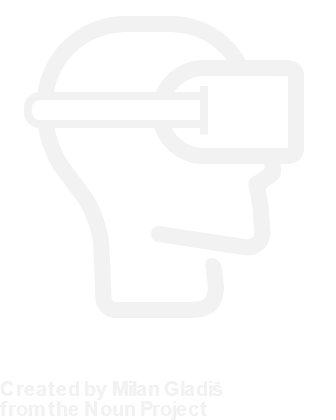 Created by Milan Gladiš
from the Noun Project